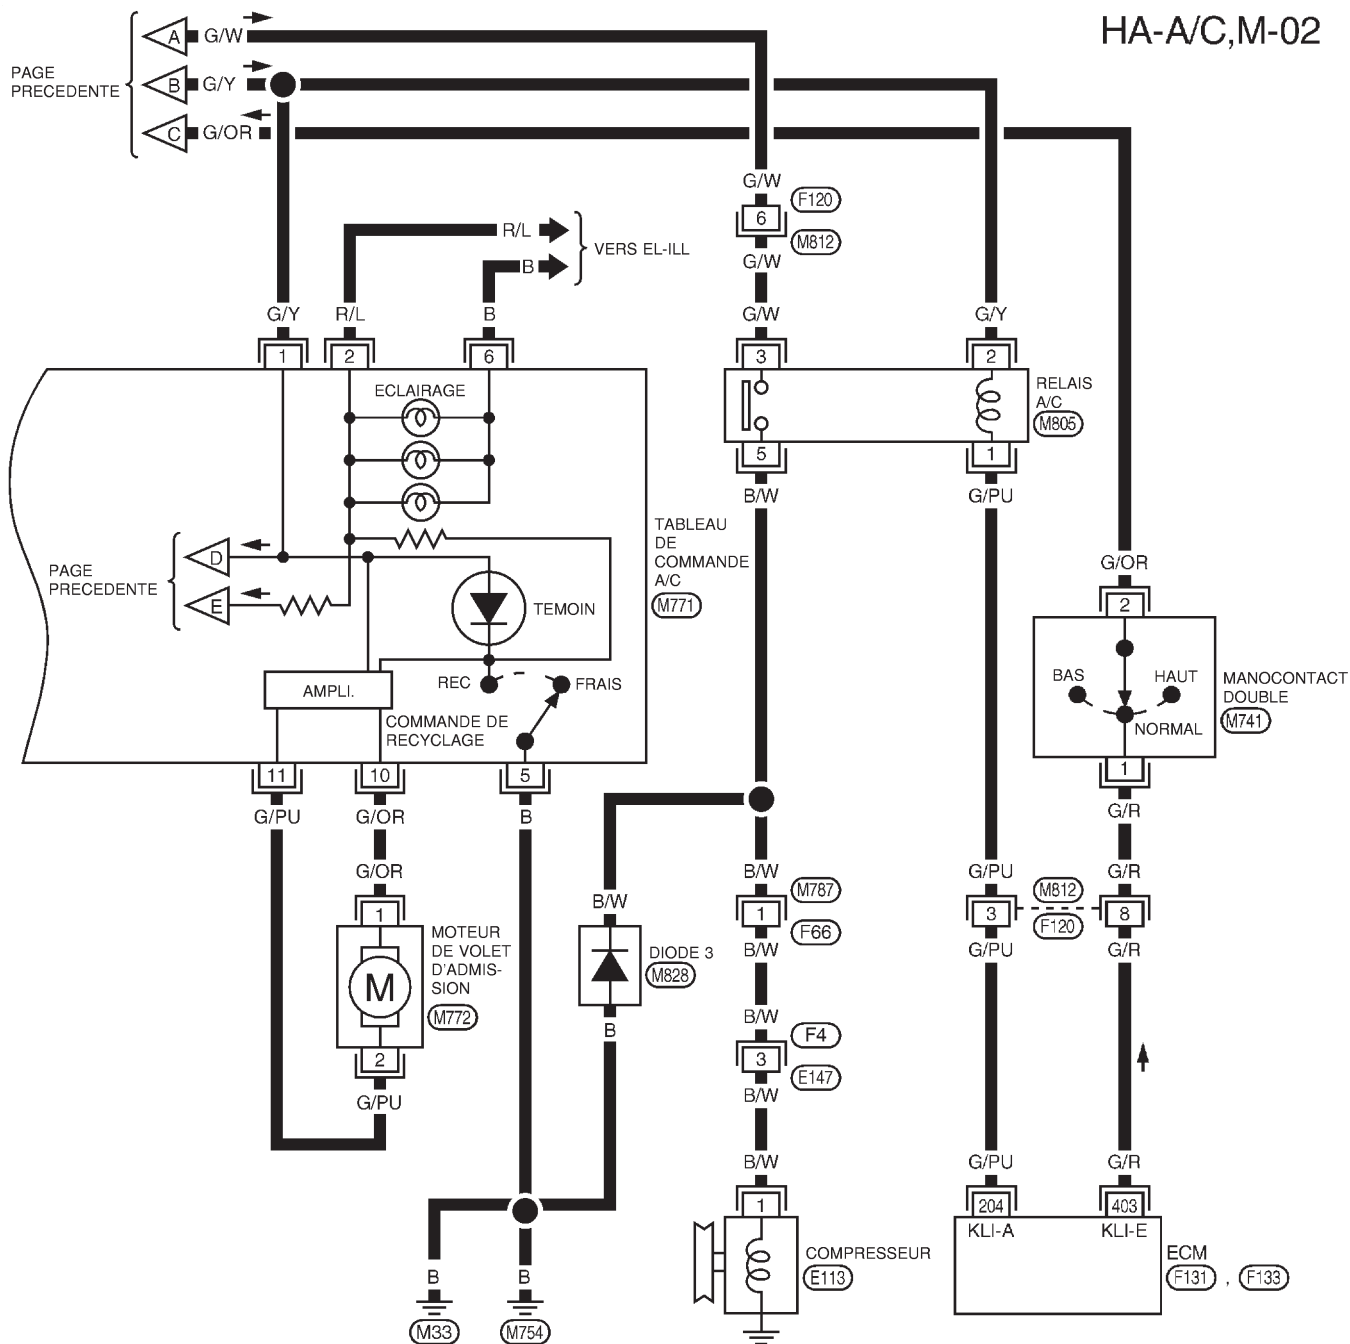 HA-A/C,M-02
PAGE
PRECEDENTE
A G/W
B G/Y
C G/OR
G/W
6
F120
M812
G/W
R/L
B
VERS EL-ILL
G/Y
R/L
B
G/W
G/Y
1
2
6
3
2
ECLAIRAGE
RELAIS
A/C
M805
5
1
B/W
G/PU
TABLEAU
DE
COMMANDE
A/C
M771
PAGE
PRECEDENTE
D
E
TEMOIN
G/OR
2
AMPLI.
REC
FRAIS
COMMANDE DE
RECYCLAGE
BAS
HAUT
NORMAL
MANOCONTACT
DOUBLE
M741
11
10
5
1
G/PU
G/OR
B
G/R
G/OR
B/W
B/W
G/PU
G/R
1
1
M787
F66
3
M812
F120
8
MOTEUR
DE VOLET
D'ADMIS-
SION
M772
M
DIODE 3
M828
B/W
G/PU
G/R
B
B/W
2
3
F4
E147
G/PU
B/W
B/W
G/PU
G/R
1
204
403
KLI-A
KLI-E
COMPRESSEUR
E113
ECM
F131 , F133
B
B
M33
M754